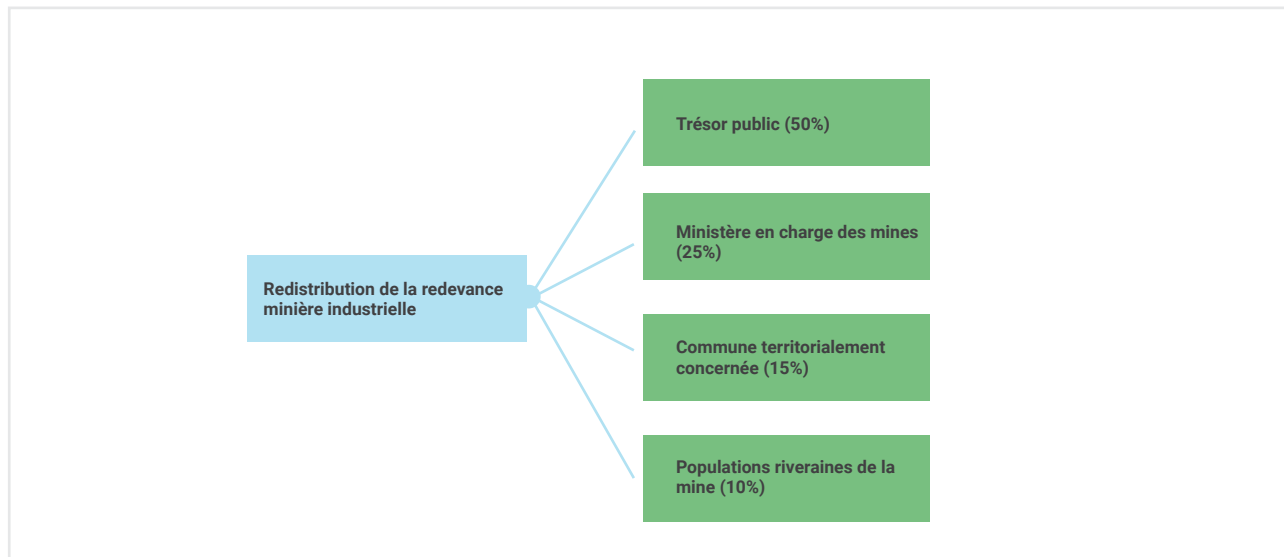 Trésor public (50%)
Ministère en charge des mines
(25%)
Redistribution de la redevance
minière industrielle
Commune territorialement
concernée (15%)
Populations riveraines de la
mine (10%)